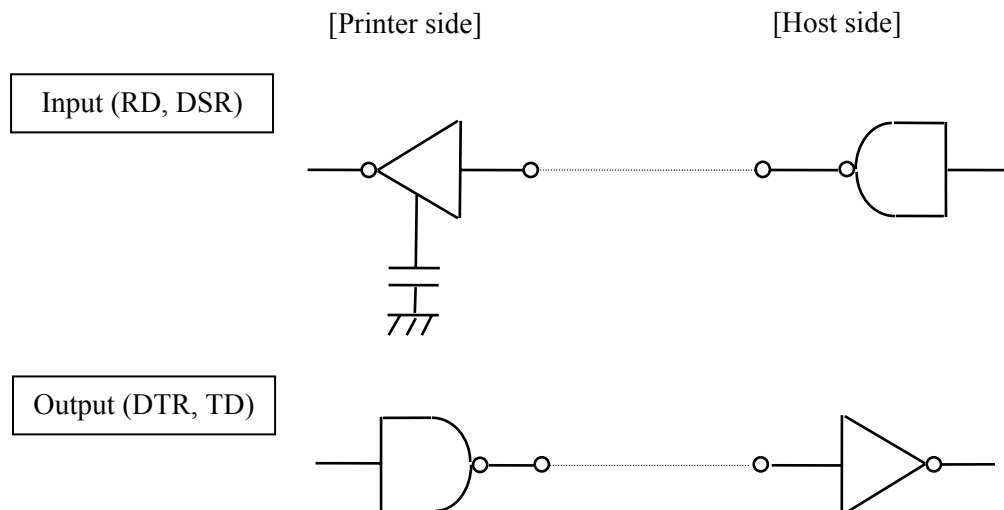 [Printer side] [Host side]
Input (RD, DSR)
Output (DTR, TD)